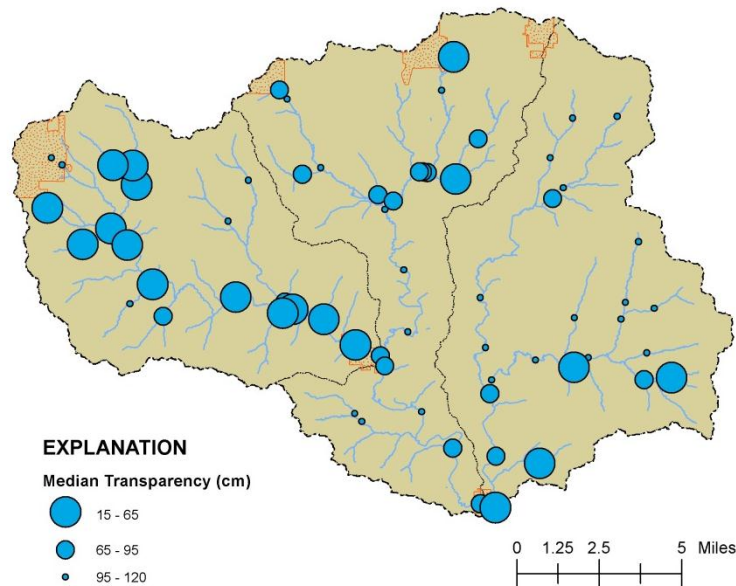 EXPLANATION
Median Transparency (cm)
15 - 65
65 - 95
95 - 120
0 1.25 2.5 5 Miles